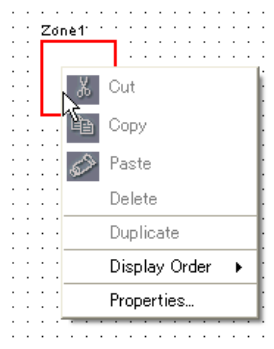 Zone1
Cut
Copy
Paste
Delete
Duplicate
Display Order
Properties...